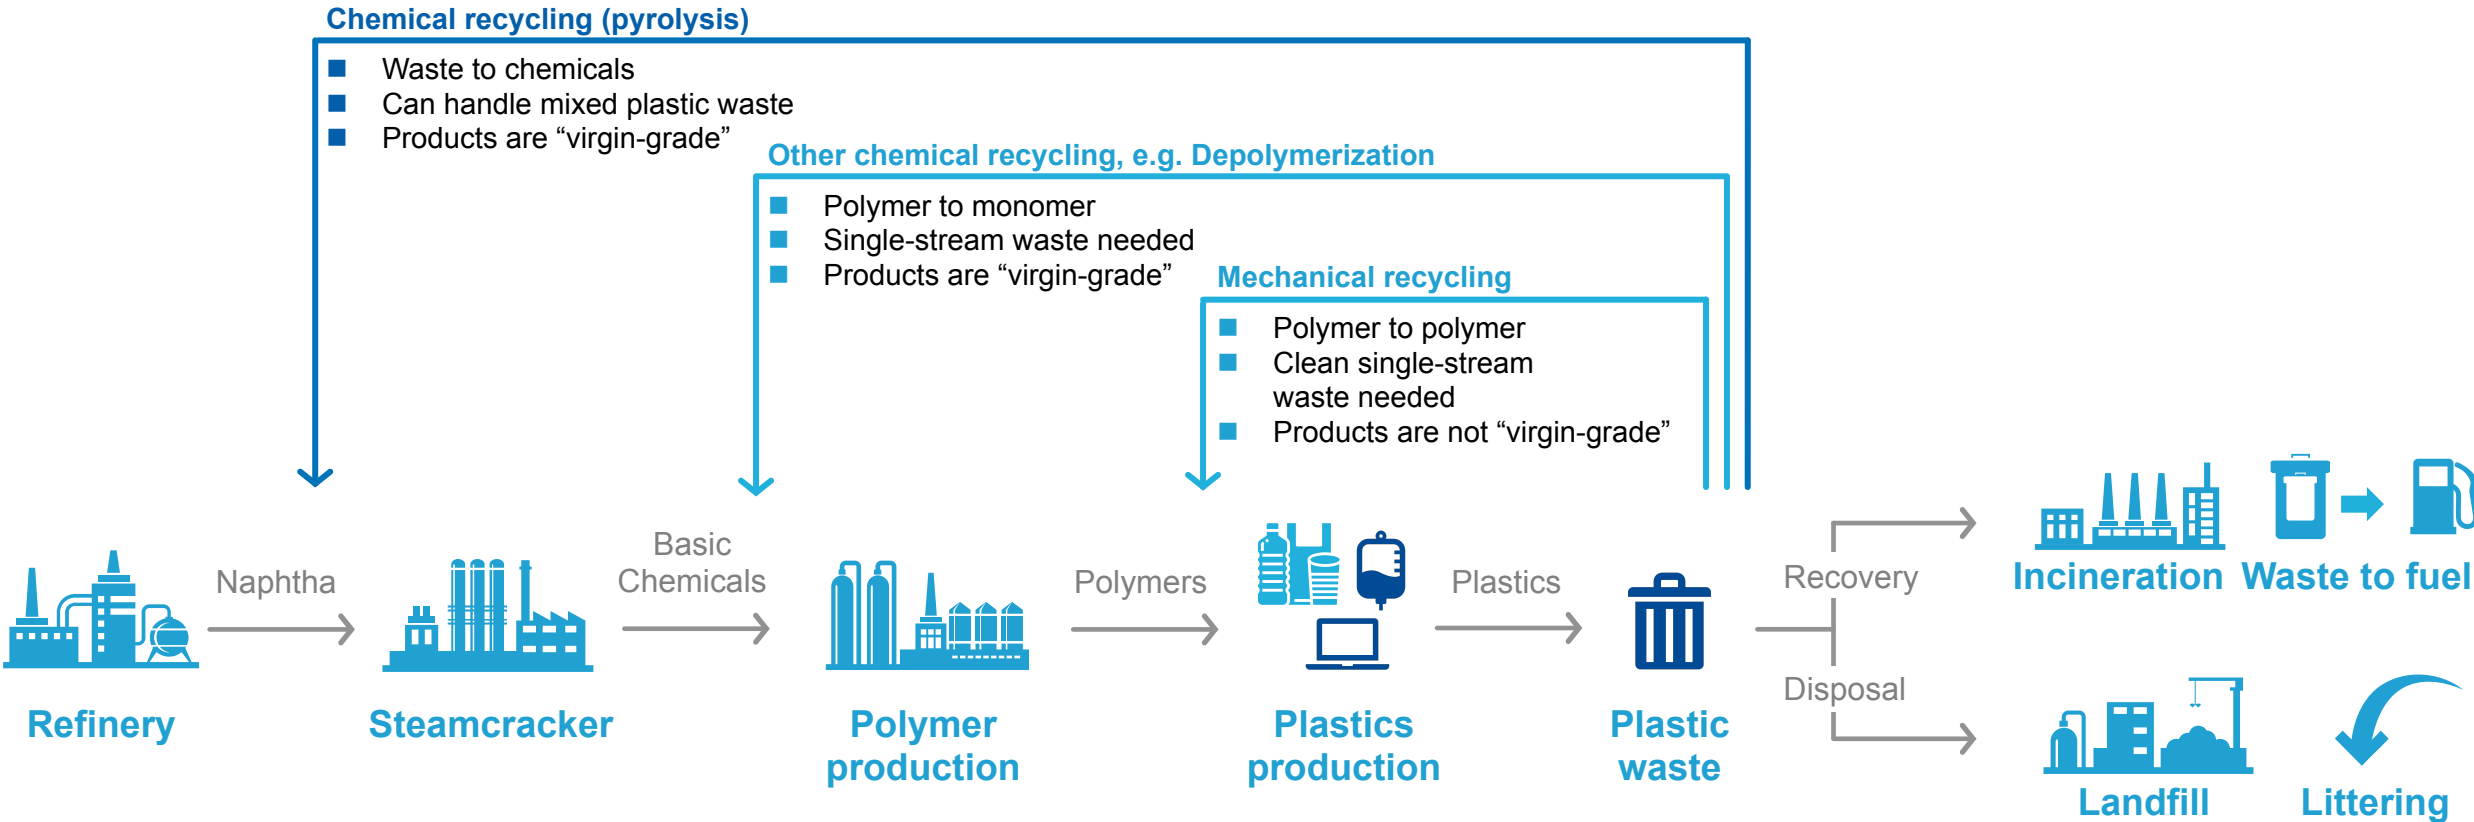 Chemical recycling (pyrolysis)
Waste to chemicals
Can handle mixed plastic waste
Products are “virgin-grade”
Other chemical recycling, e.g. Depolymerization
Polymer to monomer
Single-stream waste needed
Products are “virgin-grade”
Mechanical recycling
Polymer to polymer
Clean single-stream
waste needed
Products are not “virgin-grade”
Naphtha
Basic
Chemicals
Polymers
Plastics
Recovery
Disposal
Refinery
Steamcracker
Polymer
production
Plastics
production
Plastic
waste
Incineration
Waste to fuel
Landfill
Littering